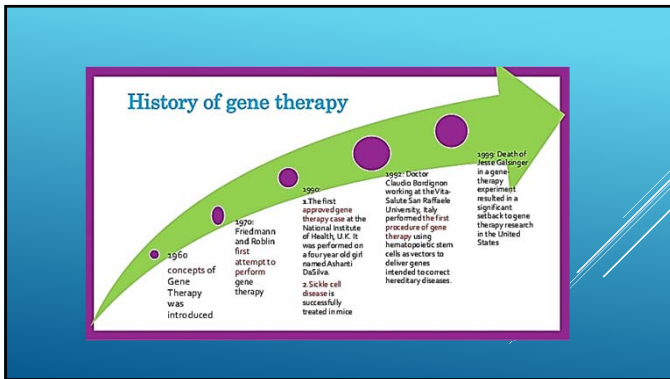 History of gene therapy
1960
concepts of
Gene
Therapy
was
introduced
1970:
Friedmann
and Roblin
first
attempt to
perform
gene
therapy
1990:
1.The first
approved gene
therapy case at the
National Institute
of Health, U.K. It
was performed on
a four year old girl
named Ashanti
DaSilva.
2.Sickle cell
disease is
successfully
treated in mice
1992: Doctor
Claudio Bordignon
working at the Vita-
Salute San Raffaele
University, Italy
performed the first
procedure of gene
therapy using
hematopoietic stem
cells as vectors to
deliver genes
intended to correct
hereditary diseases.
1999: Death of
Jesse Gelsinger
in a gene-
therapy
experiment
resulted in a
significant
setback to gene
therapy research
in the United
States